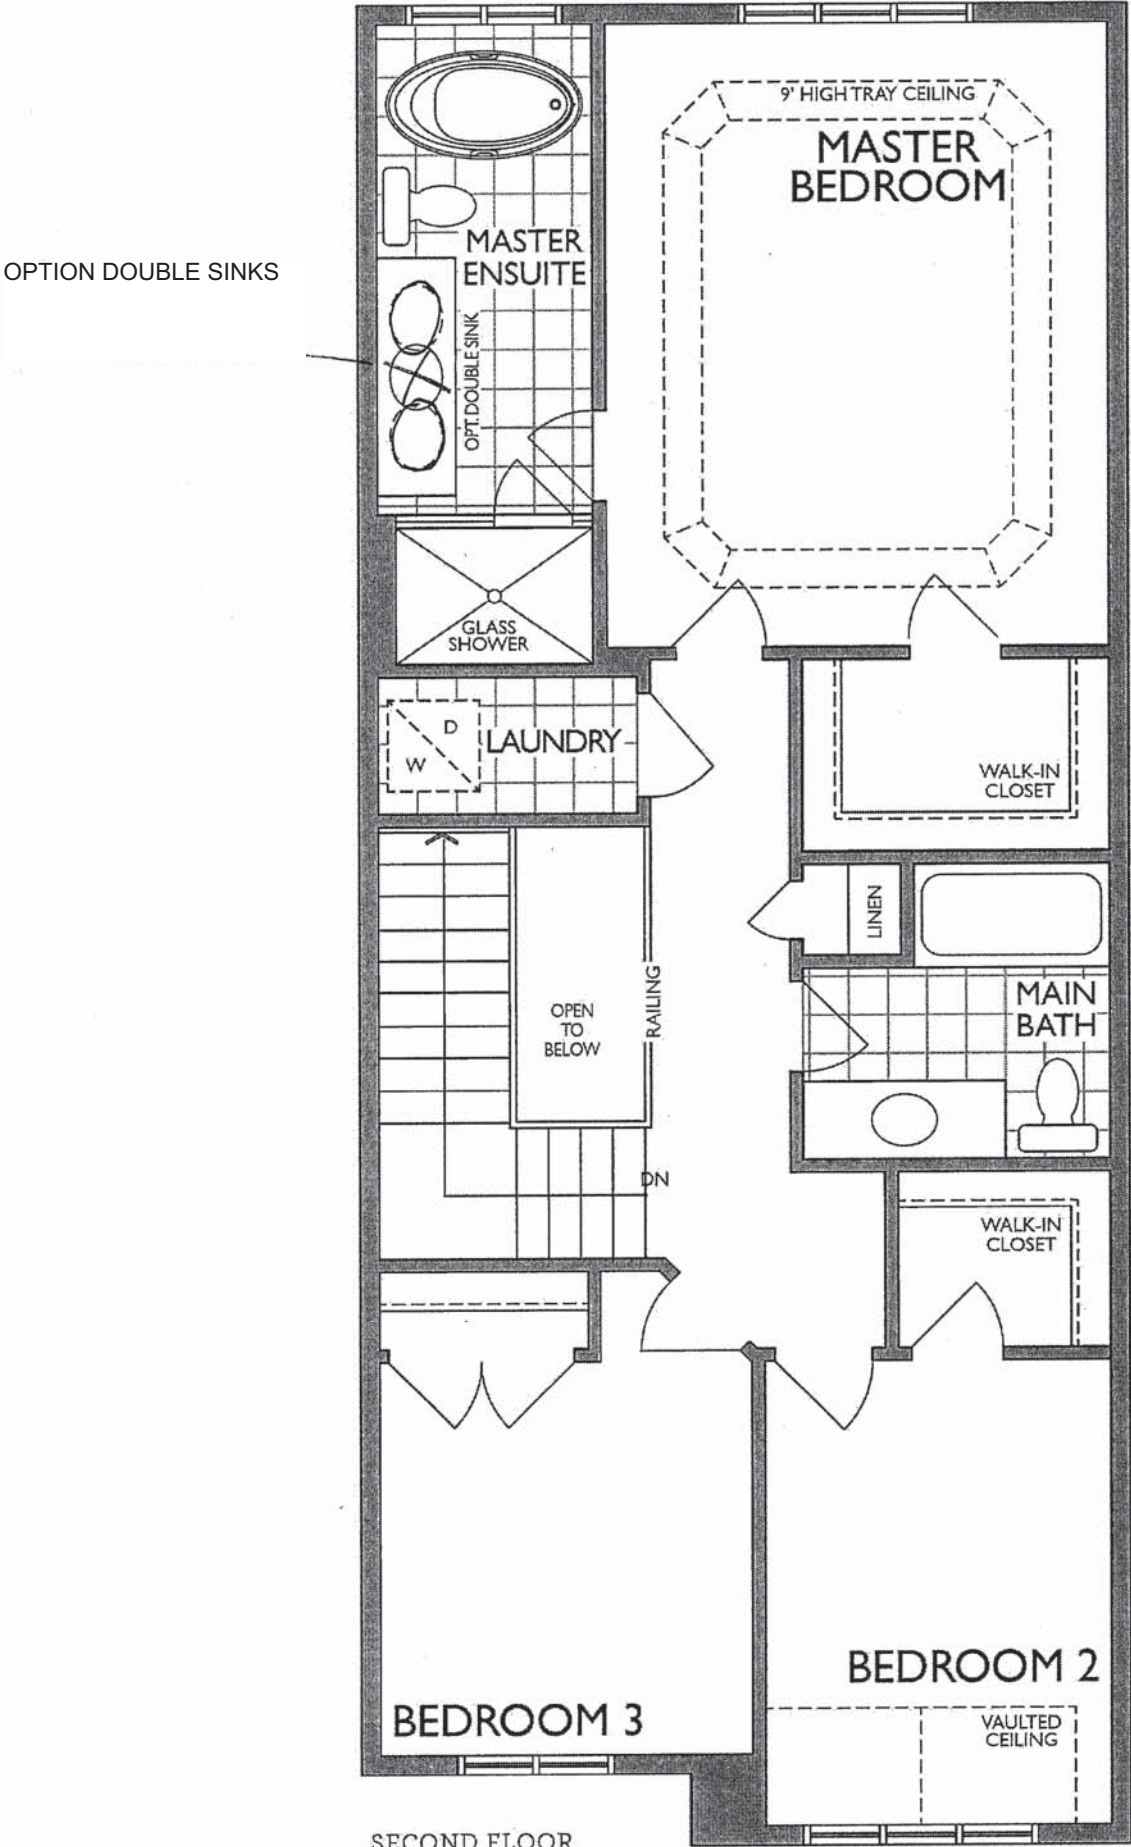 9' HIGH TRAY CEILING
MASTER
BEDROOM
MASTER
ENSUITE
OPTION DOUBLE SINKS
OPT. DOUBLE SINK
GLASS
SHOWER
D
W
LAUNDRY
WALK-IN
CLOSET
LINEN
RAILING
OPEN
TO
BELOW
MAIN
BATH
DN
WALK-IN
CLOSET
BEDROOM 2
BEDROOM 3
VAULTED
CEILING
SECOND FLOOR